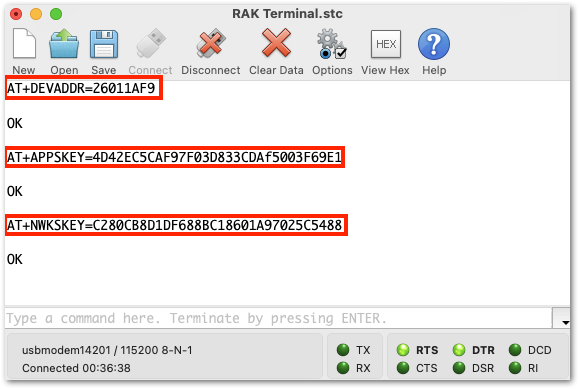 RAK Terminal.stc
New Open Save Connect Disconnect Clear Data Options HEX View Hex ? Help
AT+DEVADDR=26011AF9
OK
AT+APPSKEY=4D42EC5CAF97F03D833CDAf5003F69E1
OK
AT+NWKSKEY=C280CB8D1DF688BC18601A97025C5488
OK
Type a command here. Terminate by pressing ENTER.
usbmodem14201 / 115200 8-N-1
Connected 00:36:38
TX RTS DTR DCD
RX CTS DSR RI